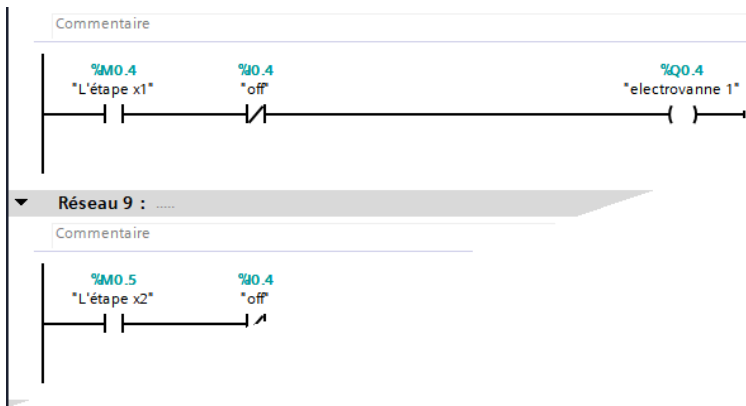 Commentaire
%M0.4 %I0.4 %Q0.4
"L'étape x1" "off" "electrovanne 1"
Réseau 9 : .....
Commentaire
%M0.5 %I0.4
"L'étape x2" "off"